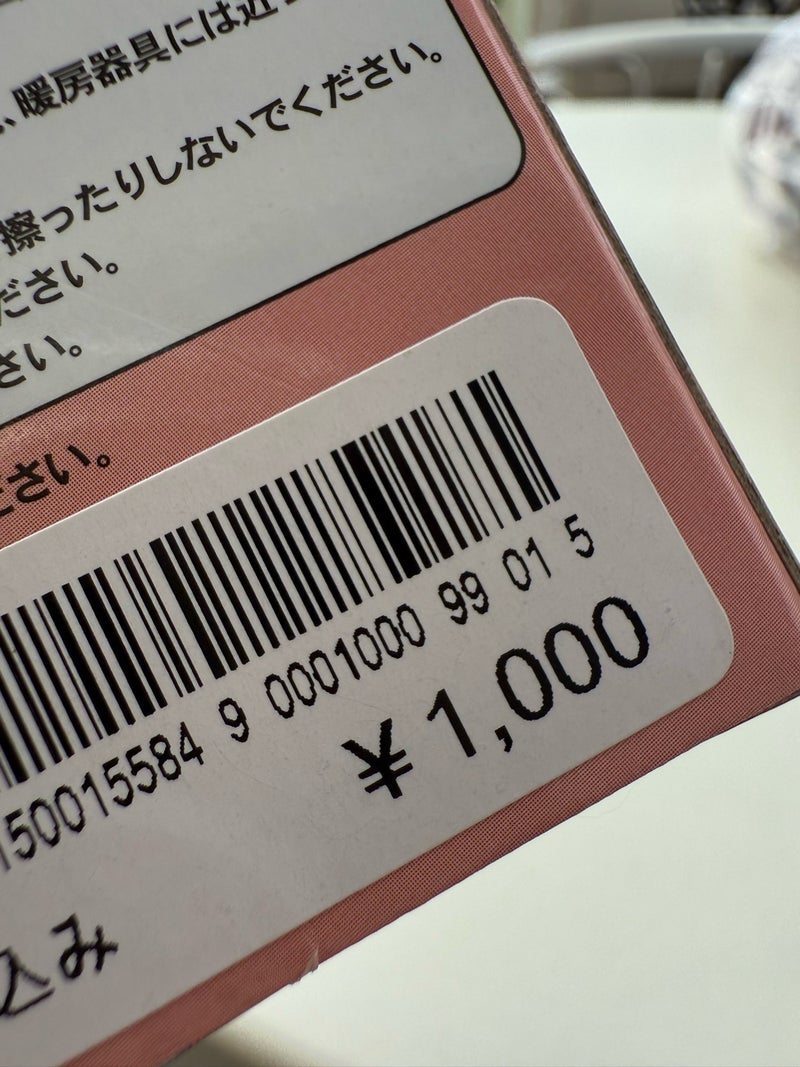 、暖房器具には近
擦ったりしないでください。
ださい。
さい。
ださい。
150015584 9 0001000 99 01 5
¥1,000
込み